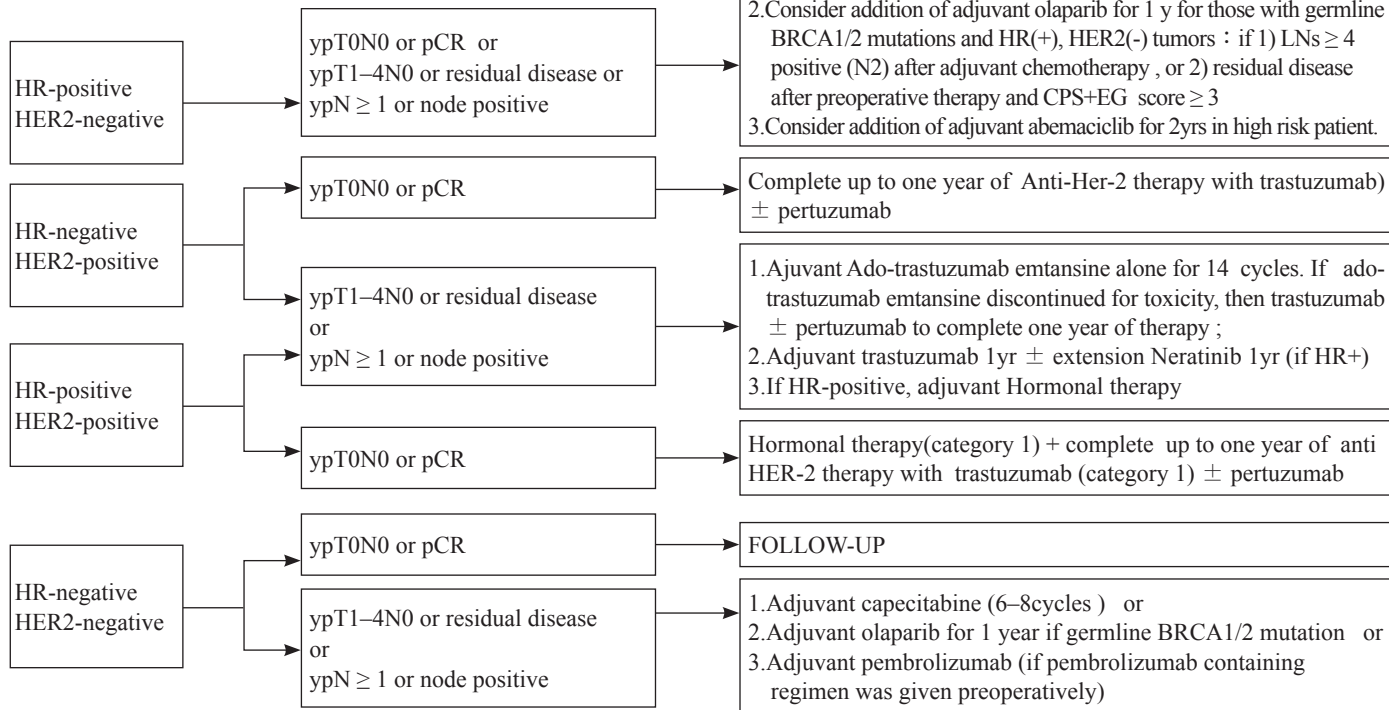 2.Consider addition of adjuvant olaparib for 1 y for those with germline
BRCA1/2 mutations and HR(+), HER2(-) tumors：if 1) LNs ≥ 4
positive (N2) after adjuvant chemotherapy , or 2) residual disease
after preoperative therapy and CPS+EG score ≥ 3
3.Consider addition of adjuvant abemaciclib for 2yrs in high risk patient.
HR-positive
HER2-negative
ypT0N0 or pCR or
ypT1–4N0 or residual disease or
ypN ≥ 1 or node positive
HR-negative
HER2-positive
ypT0N0 or pCR
Complete up to one year of Anti-Her-2 therapy with trastuzumab)
± pertuzumab
ypT1–4N0 or residual disease
or
ypN ≥ 1 or node positive
1.Ajuvant Ado-trastuzumab emtansine alone for 14 cycles. If ado-
trastuzumab emtansine discontinued for toxicity, then trastuzumab
± pertuzumab to complete one year of therapy ;
2.Adjuvant trastuzumab 1yr ± extension Neratinib 1yr (if HR+)
3.If HR-positive, adjuvant Hormonal therapy
HR-positive
HER2-positive
ypT0N0 or pCR
Hormonal therapy(category 1) + complete up to one year of anti
HER-2 therapy with trastuzumab (category 1) ± pertuzumab
HR-negative
HER2-negative
ypT0N0 or pCR
FOLLOW-UP
ypT1–4N0 or residual disease
or
ypN ≥ 1 or node positive
1.Adjuvant capecitabine (6–8cycles ) or
2.Adjuvant olaparib for 1 year if germline BRCA1/2 mutation or
3.Adjuvant pembrolizumab (if pembrolizumab containing
regimen was given preoperatively)